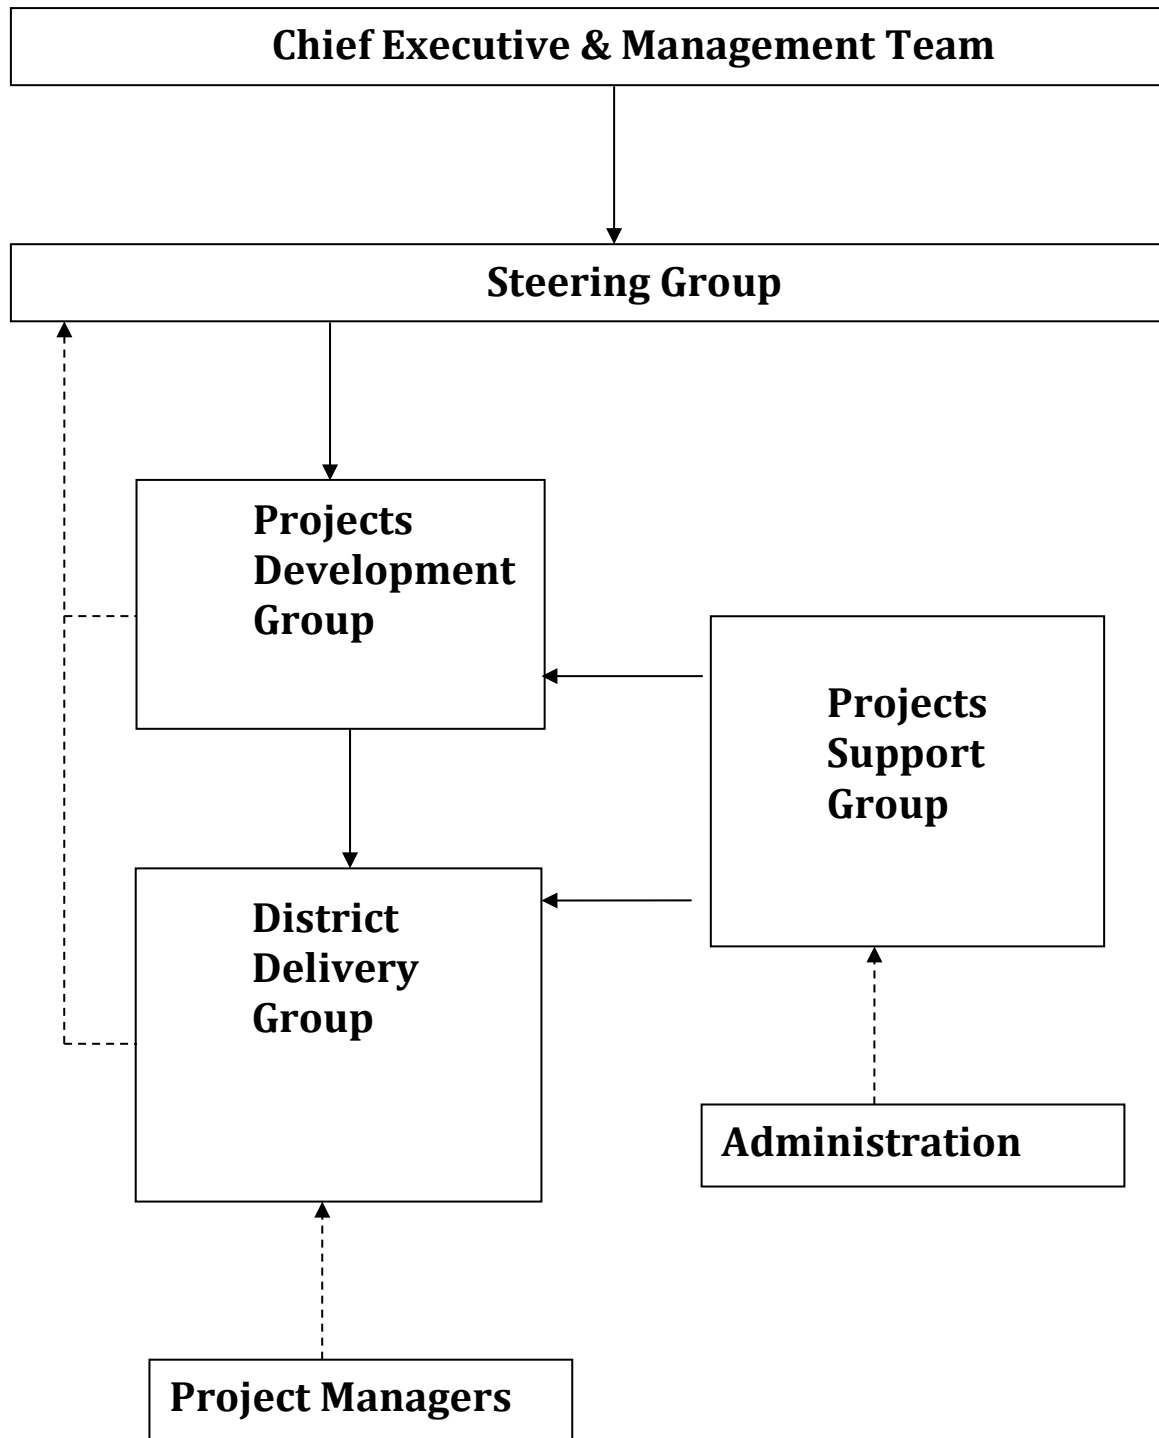 Chief Executive & Management Team
Steering Group
Projects
Development
Group
Projects
Support
Group
District
Delivery
Group
Administration
Project Managers